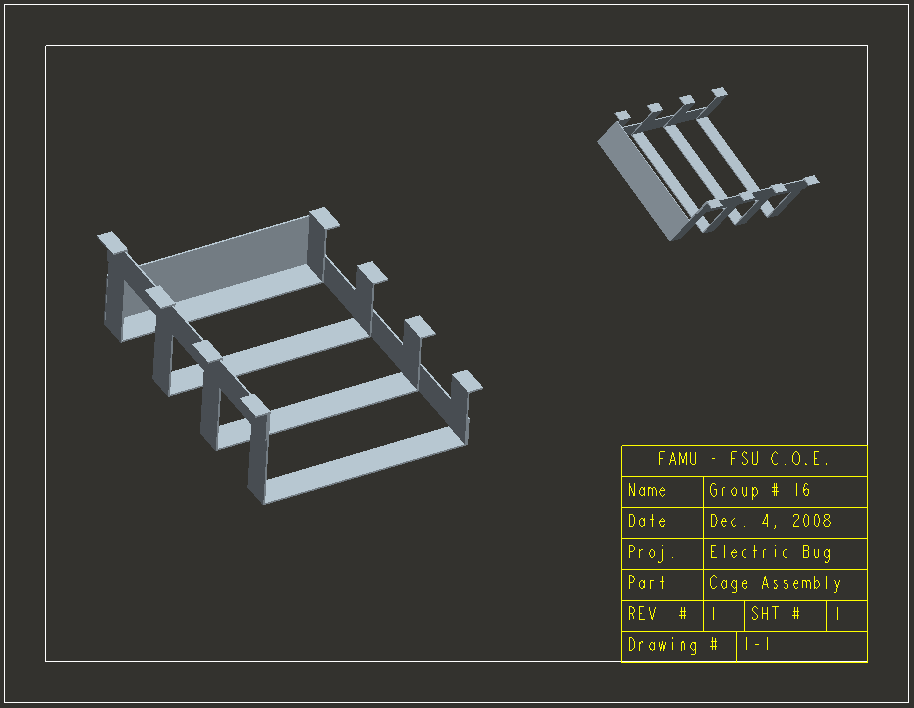 FAMU - FSU C.O.E.
Name Group # 16
Date Dec. 4, 2008
Proj. Electric Bug
Part Cage Assembly
REV # 1 SHT # 1
Drawing # 1-1